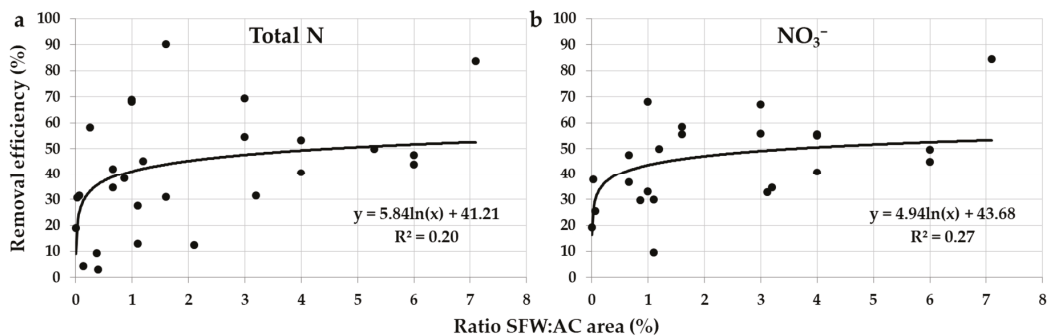 a
Total N
Removal efficiency (%)
100
90
80
70
60
50
40
30
20
10
0
y = 5.84ln(x) + 41.21
R² = 0.20
0 1 2 3 4 5 6 7 8
b
NO₃⁻
100
90
80
70
60
50
40
30
20
10
0
y = 4.94ln(x) + 43.68
R² = 0.27
0 1 2 3 4 5 6 7 8
Ratio SFW:AC area (%)